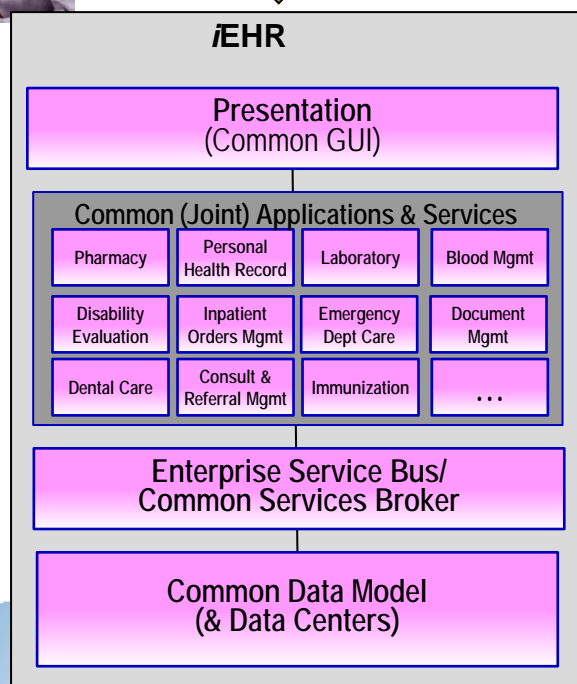 iEHR
Presentation
(Common GUI)
Common (Joint) Applications & Services
Pharmacy
Personal
Health Record
Laboratory
Blood Mgmt
Disability
Evaluation
Inpatient
Orders Mgmt
Emergency
Dept Care
Document
Mgmt
Dental Care
Consult &
Referral Mgmt
Immunization
...
Enterprise Service Bus/
Common Services Broker
Common Data Model
(& Data Centers)